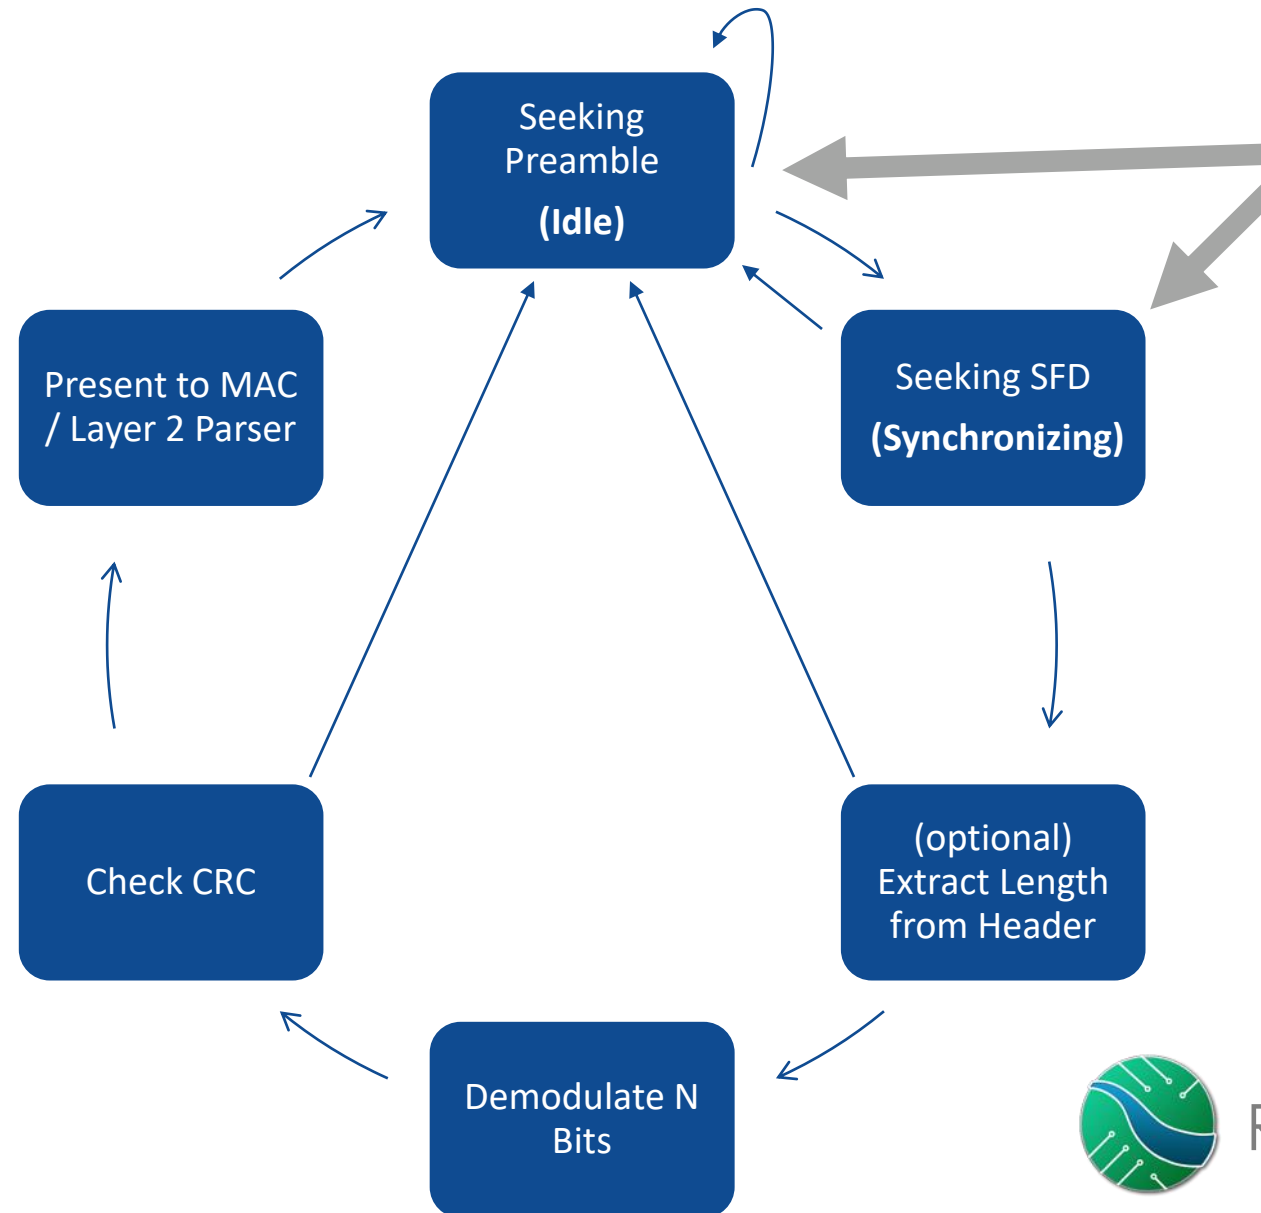 Seeking
Preamble
(Idle)
Seeking SFD
(Synchronizing)
(optional)
Extract Length
from Header
Demodulate N
Bits
Check CRC
Present to MAC
/ Layer 2 Parser
R